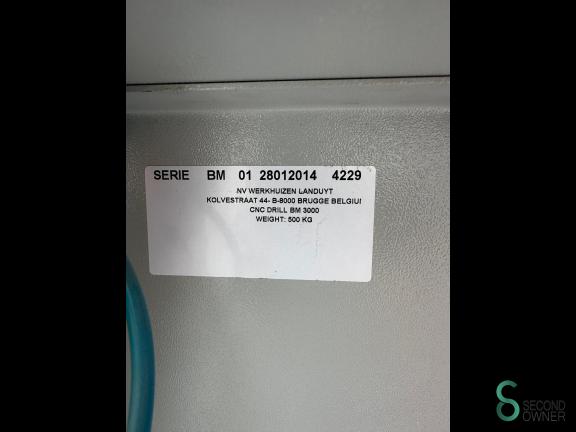 SERIE BM 01 28012014 4229
NV WERKHUIZEN LANDUYT
KOLVESTRAAT 44- B-8000 BRUGGE BELGIUI
CNC DRILL BM 3000
WEIGHT: 500 KG
SECOND
OWNER